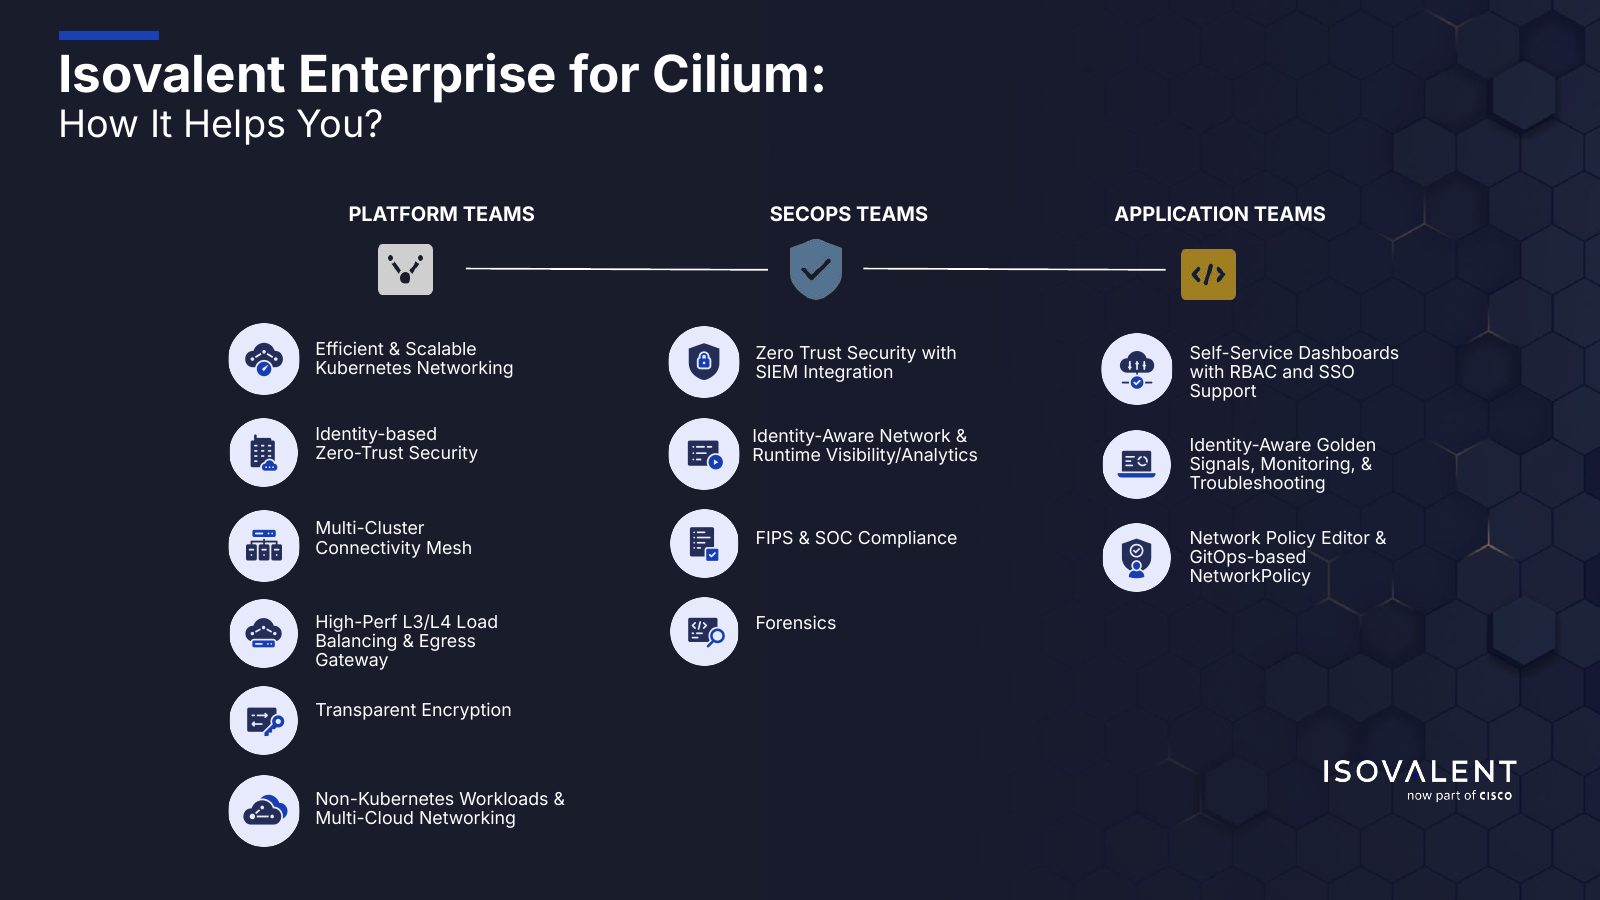 Isovalent Enterprise for Cilium:
How It Helps You?
PLATFORM TEAMS
Efficient & Scalable
Kubernetes Networking
Identity-based
Zero-Trust Security
Multi-Cluster
Connectivity Mesh
High-Perf L3/L4 Load
Balancing & Egress
Gateway
Transparent Encryption
Non-Kubernetes Workloads &
Multi-Cloud Networking
SECOPS TEAMS
Zero Trust Security with
SIEM Integration
Identity-Aware Network &
Runtime Visibility/Analytics
FIPS & SOC Compliance
Forensics
APPLICATION TEAMS
Self-Service Dashboards
with RBAC and SSO
Support
Identity-Aware Golden
Signals, Monitoring, &
Troubleshooting
Network Policy Editor &
GitOps-based
NetworkPolicy
ISOVALENT
now part of CISCO